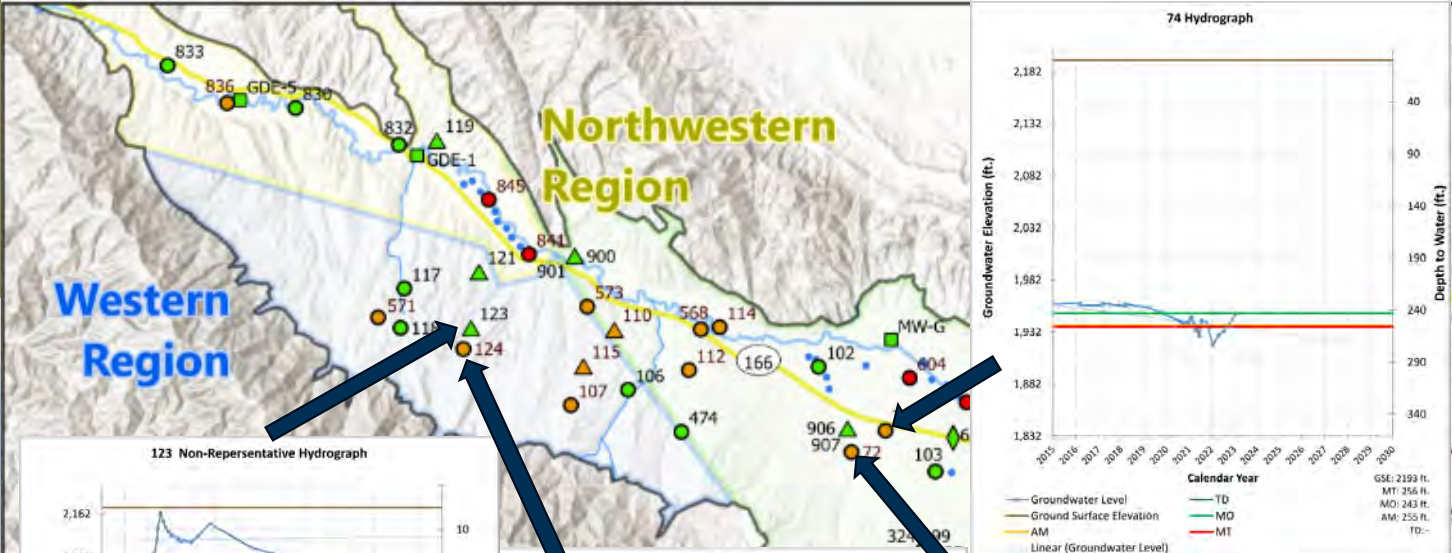 833
836
GDE-5
830
832
119
GDE-1
Northwestern
Region
845
841
900
901
121
117
Western
Region
571
118
123
124
573
110
568
114
115
112
166
107
106
102
MW-G
604
474
906
907
72
103
6
99
123 Non-Repersentative Hydrograph
2,162
10
74 Hydrograph
Groundwater Elevation (ft.)
2,182
2,132
2,082
2,032
1,982
1,932
1,882
1,832
40
90
140
190
240
290
340
Depth to Water (ft.)
2015 2016 2017 2018 2019 2020 2021 2022 2023 2024 2025 2026 2027 2028 2029 2030
Calendar Year
GSE: 2193 ft.
MT: 256 ft.
MO: 243 ft.
AM: 255 ft.
TD:-
Groundwater Level
TD
Ground Surface Elevation
MO
AM
MT
Linear (Groundwater Level)